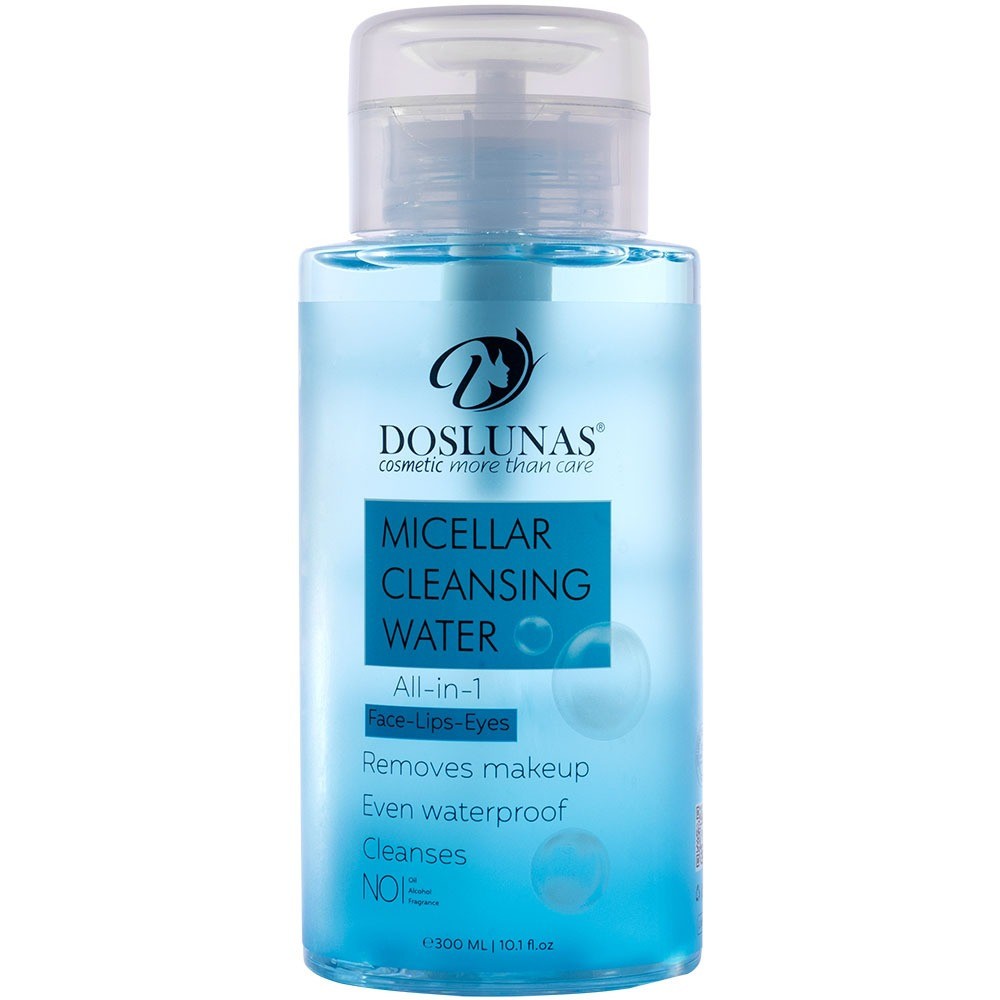 DOSLUNAS®
cosmetic more than care
MICELLAR
CLEANSING
WATER
All-in-1
Face-Lips-Eyes
Removes makeup
Even waterproof
Cleanses
NO| Oil
Alcohol
Fragrance
℮300 ML | 10.1 fl.oz